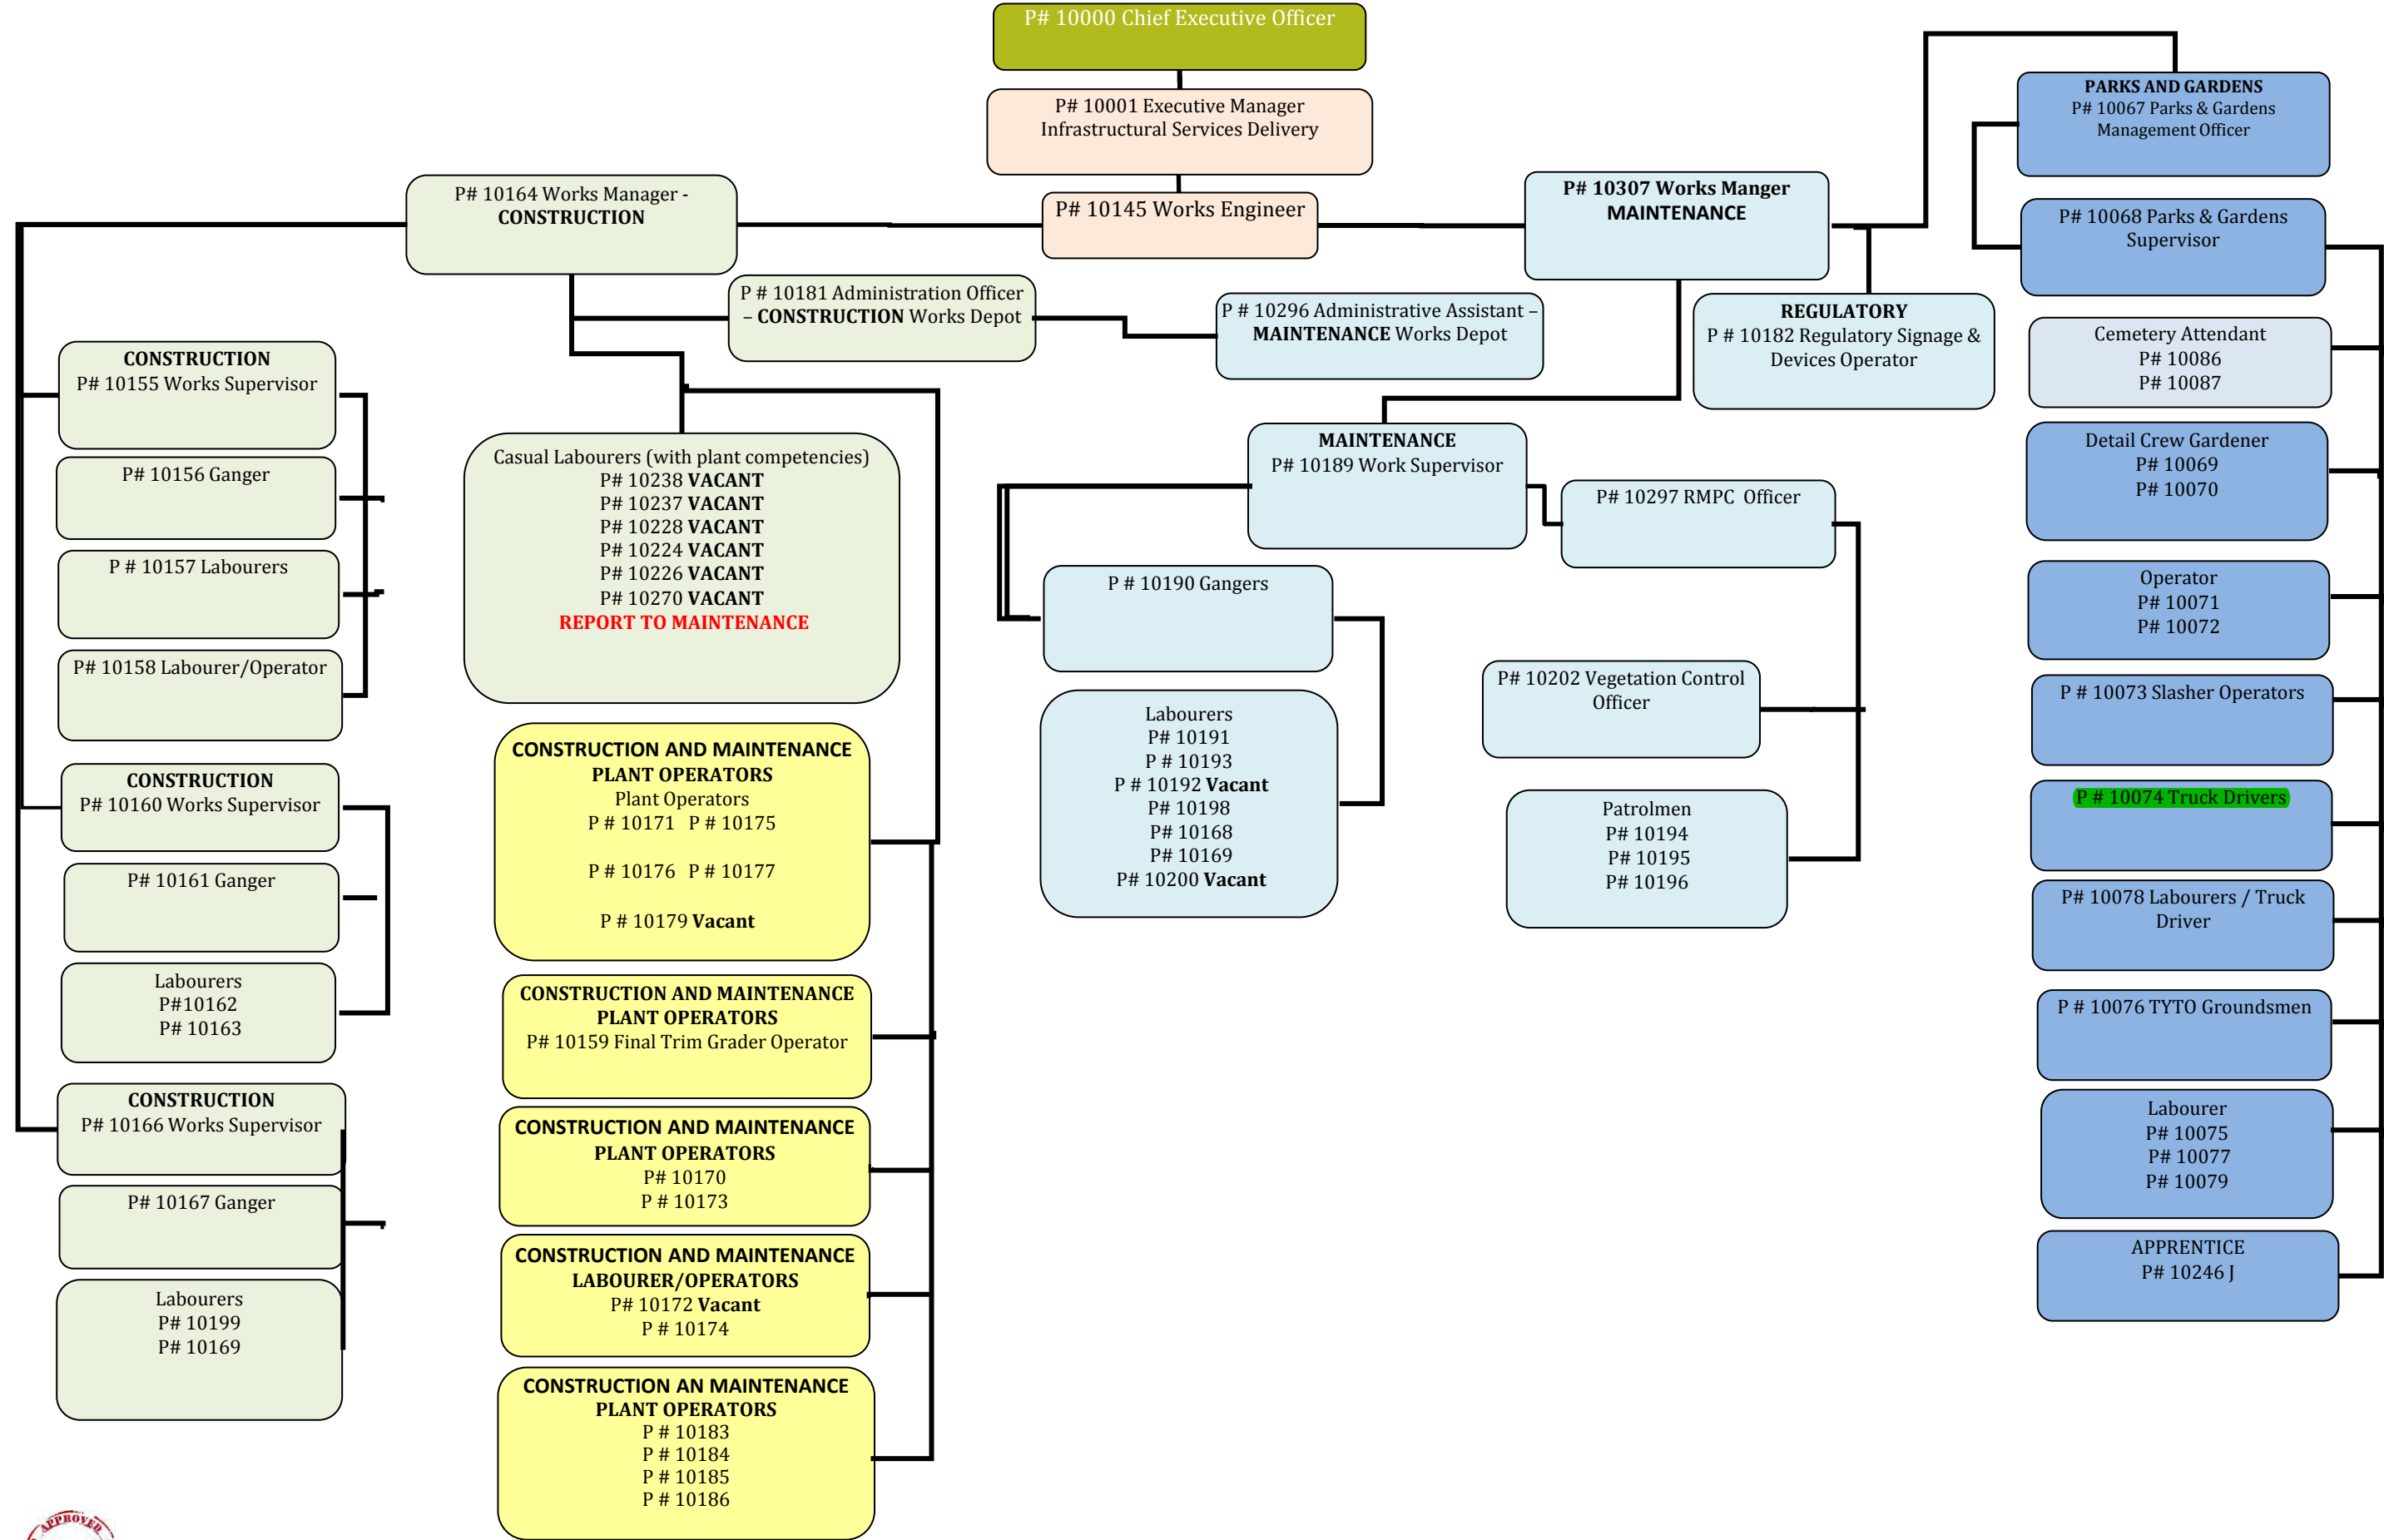 P# 10000 Chief Executive Officer
P# 10001 Executive Manager
Infrastructural Services Delivery
P# 10145 Works Engineer
P# 10164 Works Manager -
CONSTRUCTION
P# 10307 Works Manger
MAINTENANCE
P # 10181 Administration Officer
– CONSTRUCTION Works Depot
P # 10296 Administrative Assistant –
MAINTENANCE Works Depot
REGULATORY
P # 10182 Regulatory Signage &
Devices Operator
CONSTRUCTION
P# 10155 Works Supervisor
P# 10156 Ganger
P # 10157 Labourers
P# 10158 Labourer/Operator
CONSTRUCTION
P# 10160 Works Supervisor
P# 10161 Ganger
Labourers
P#10162
P# 10163
CONSTRUCTION
P# 10166 Works Supervisor
P# 10167 Ganger
Labourers
P# 10199
P# 10169
Casual Labourers (with plant competencies)
P# 10238 VACANT
P# 10237 VACANT
P# 10228 VACANT
P# 10224 VACANT
P# 10226 VACANT
P# 10270 VACANT
REPORT TO MAINTENANCE
CONSTRUCTION AND MAINTENANCE
PLANT OPERATORS
Plant Operators
P # 10171 P # 10175
P # 10176 P # 10177
P # 10179 Vacant
CONSTRUCTION AND MAINTENANCE
PLANT OPERATORS
P# 10159 Final Trim Grader Operator
CONSTRUCTION AND MAINTENANCE
PLANT OPERATORS
P# 10170
P # 10173
CONSTRUCTION AND MAINTENANCE
LABOURER/OPERATORS
P# 10172 Vacant
P # 10174
CONSTRUCTION AN MAINTENANCE
PLANT OPERATORS
P # 10183
P # 10184
P # 10185
P # 10186
MAINTENANCE
P# 10189 Work Supervisor
P# 10297 RMPC Officer
P # 10190 Gangers
Labourers
P# 10191
P # 10193
P # 10192 Vacant
P# 10198
P# 10168
P# 10169
P# 10200 Vacant
P# 10202 Vegetation Control
Officer
Patrolmen
P# 10194
P# 10195
P# 10196
PARKS AND GARDENS
P# 10067 Parks & Gardens
Management Officer
P# 10068 Parks & Gardens
Supervisor
Cemetery Attendant
P# 10086
P# 10087
Detail Crew Gardener
P# 10069
P# 10070
Operator
P# 10071
P# 10072
P # 10073 Slasher Operators
P # 10074 Truck Drivers
P# 10078 Labourers / Truck
Driver
P # 10076 TYTO Groundsmen
Labourer
P# 10075
P# 10077
P# 10079
APPRENTICE
P# 10246 J
APPROVED